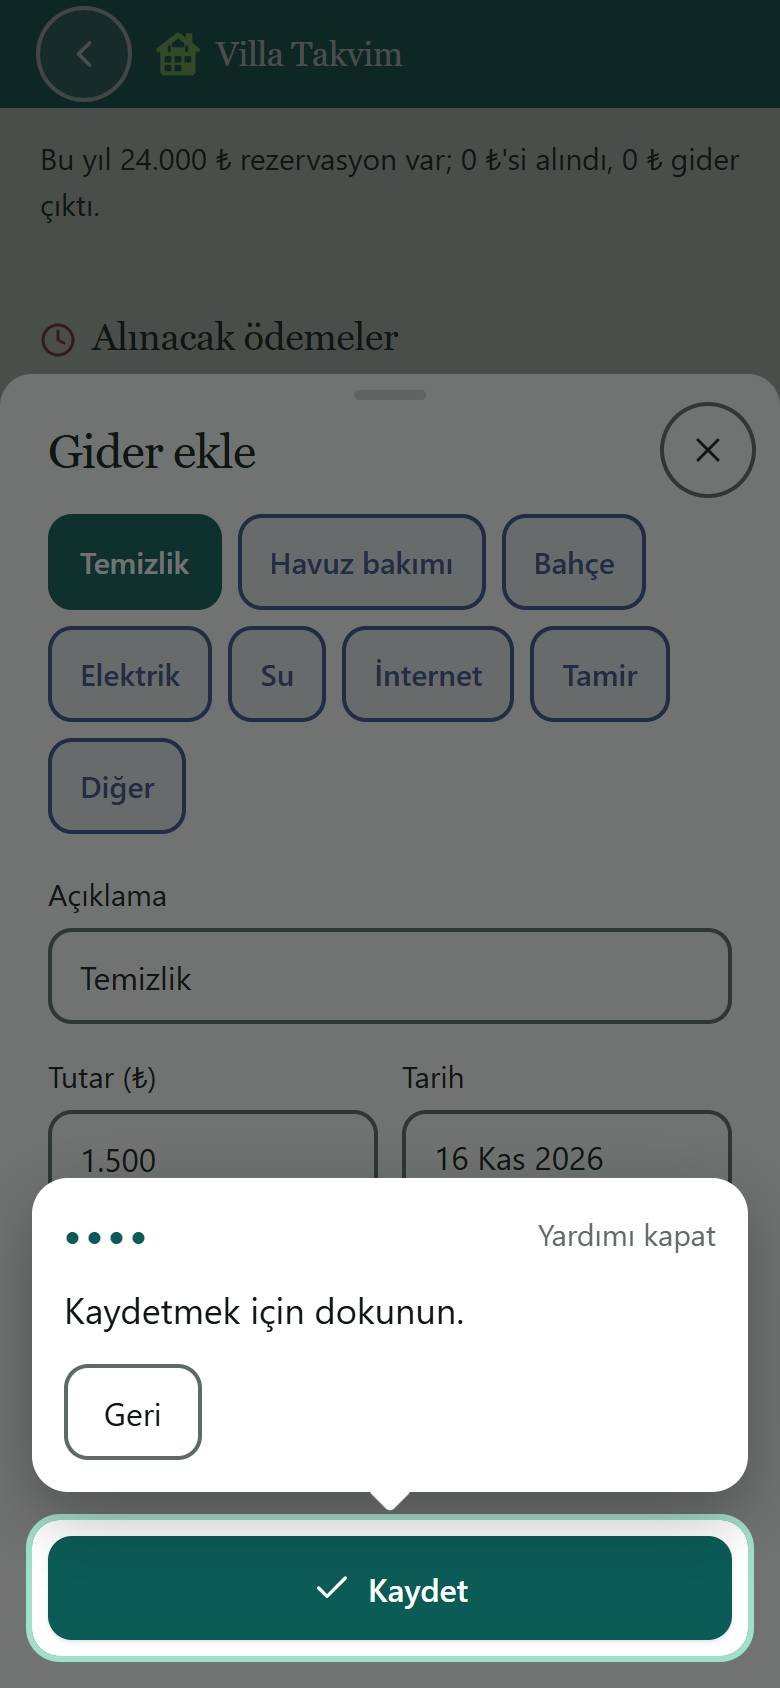 Villa Takvim
Bu yıl 24.000 ₺ rezervasyon var; 0 ₺'si alındı, 0 ₺ gider
çıktı.
Alınacak ödemeler
Gider ekle
Temizlik
Havuz bakımı
Bahçe
Elektrik
Su
İnternet
Tamir
Diğer
Açıklama
Temizlik
Tutar (₺)
Tarih
1.500
16 Kas 2026
Yardımı kapat
Kaydetmek için dokunun.
Geri
Kaydet